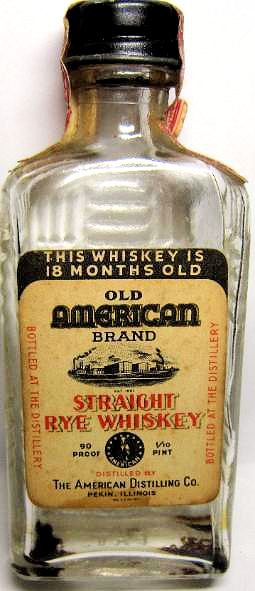 THIS WHISKEY IS
18 MONTHS OLD
OLD
AMERICAN
BRAND
STRAIGHT
RYE WHISKEY
90
PROOF
1/10
PINT
DISTILLED BY
THE AMERICAN DISTILLING CO.
PEKIN, ILLINOIS
BOTTLED AT THE DISTILLERY
BOTTLED AT THE DISTILLERY